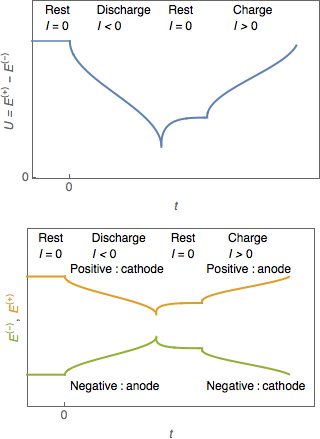 Rest Discharge Rest Charge
I = 0 I < 0 I = 0 I > 0
U = E(+) − E(−)
0
0
t
Rest Discharge Rest Charge
I = 0 I < 0 I = 0 I > 0
Positive : cathode Positive : anode
E(−), E(+)
Negative : anode Negative : cathode
0
t